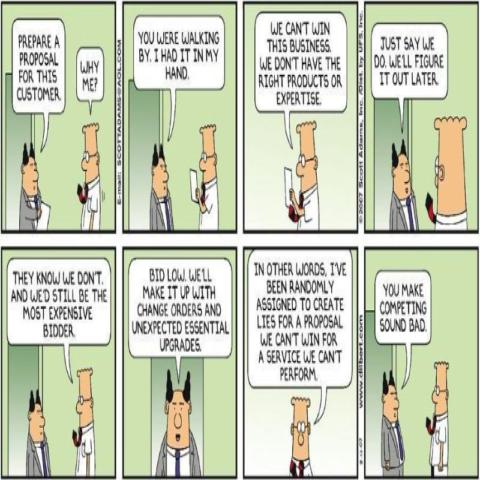 PREPARE A
PROPOSAL
FOR THIS
CUSTOMER.
WHY
ME?
E-mail: SCOTTADAMS@AOL.COM
YOU WERE WALKING
BY. I HAD IT IN MY
HAND.
WE CAN'T WIN
THIS BUSINESS.
WE DON'T HAVE THE
RIGHT PRODUCTS OR
EXPERTISE.
© 2007 Scott Adams, Inc. /Dist. by UFS, Inc.
JUST SAY WE
DO. WE'LL FIGURE
IT OUT LATER.
THEY KNOW WE DON'T.
AND WE'D STILL BE THE
MOST EXPENSIVE
BIDDER.
BID LOW. WE'LL
MAKE IT UP WITH
CHANGE ORDERS AND
UNEXPECTED ESSENTIAL
UPGRADES.
IN OTHER WORDS, I'VE
BEEN RANDOMLY
ASSIGNED TO CREATE
LIES FOR A PROPOSAL
WE CAN'T WIN FOR
A SERVICE WE CAN'T
PERFORM.
www.dilbert.com
YOU MAKE
COMPETING
SOUND BAD.